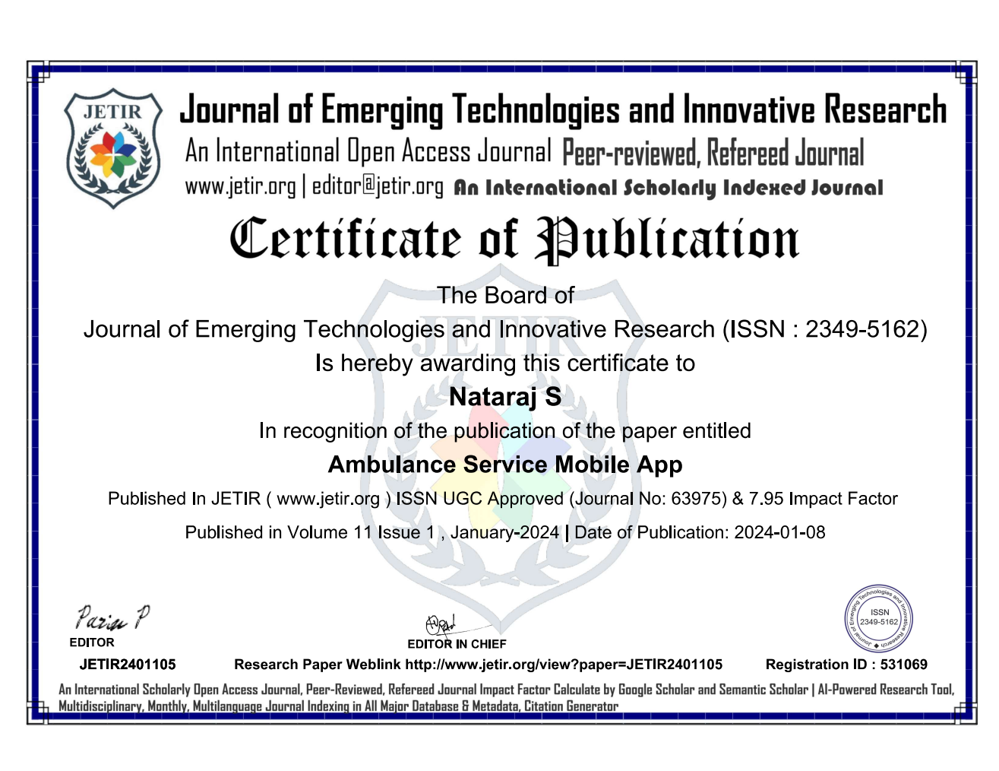 JETIR
Journal of Emerging Technologies and Innovative Research
An International Open Access Journal Peer-reviewed, Refereed Journal
www.jetir.org | editor@jetir.org An International Scholarly Indexed Journal
Certificate of Publication
JETIR
The Board of
Journal of Emerging Technologies and Innovative Research (ISSN : 2349-5162)
Is hereby awarding this certificate to
Nataraj S
In recognition of the publication of the paper entitled
Ambulance Service Mobile App
Published In JETIR ( www.jetir.org ) ISSN UGC Approved (Journal No: 63975) & 7.95 Impact Factor
Published in Volume 11 Issue 1 , January-2024 | Date of Publication: 2024-01-08
EDITOR
EDITOR IN CHIEF
Journal of Emerging Technologies and Innovative Research
ISSN
2349-5162
JETIR2401105 Research Paper Weblink http://www.jetir.org/view?paper=JETIR2401105 Registration ID : 531069
An International Scholarly Open Access Journal, Peer-Reviewed, Refereed Journal Impact Factor Calculate by Google Scholar and Semantic Scholar | AI-Powered Research Tool,
Multidisciplinary, Monthly, Multilanguage Journal Indexing in All Major Database & Metadata, Citation Generator